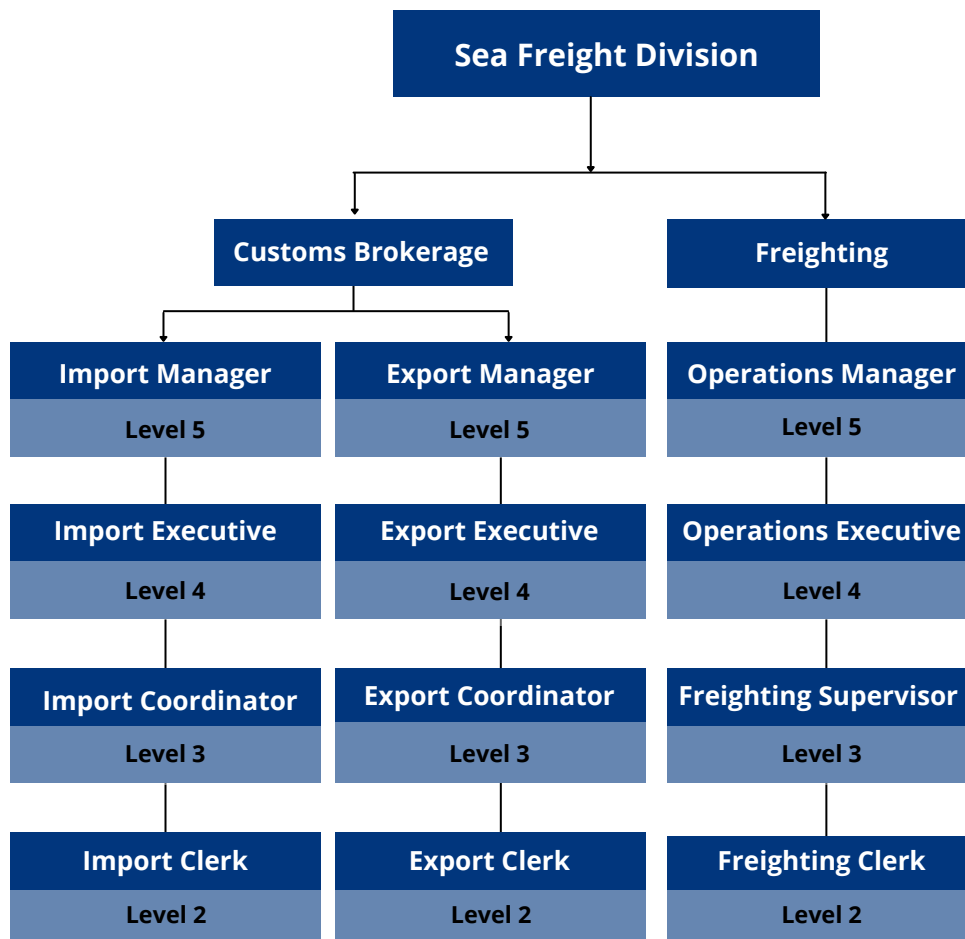 Sea Freight Division
Customs Brokerage
Freighting
Import Manager
Export Manager
Operations Manager
Level 5
Level 5
Level 5
Import Executive
Export Executive
Operations Executive
Level 4
Level 4
Level 4
Import Coordinator
Export Coordinator
Freighting Supervisor
Level 3
Level 3
Level 3
Import Clerk
Export Clerk
Freighting Clerk
Level 2
Level 2
Level 2